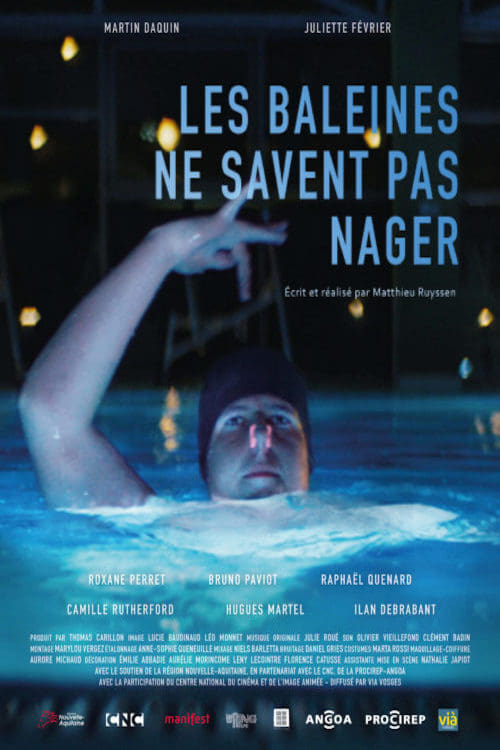 MARTIN DAQUIN JULIETTE FÉVRIER
LES BALEINES
NE SAVENT PAS
NAGER
Écrit et réalisé par Matthieu Ruyssen
ROXANE PERRET BRUNO PAVIOT RAPHAËL QUENARD
CAMILLE RUTHERFORD HUGUES MARTEL ILAN DEBRABANT
PRODUIT PAR THOMAS CARILLON IMAGE LUCIE BAUDINAUD LÉO MONNET MUSIQUE ORIGINALE JULIE ROUÉ SON OLIVIER VIEILLEFOND CLÉMENT BADIN
MONTAGE MARYLOU VERGEZ ÉTALONNAGE ANNE-SOPHIE QUENEUILLE MIXAGE NIELS BARLETTA BRUITAGE DANIEL GRIES COSTUMES MARTA ROSSI MAQUILLAGE-COIFFURE
AURORE MICHAUD DÉCORATION ÉMILIE ABBADIE AURÉLIE MORINCOME LENY LECOINTRE FLORENCE CATUSSE ASSISTANTE MISE EN SCÈNE NATHALIE JAPIOT
AVEC LE SOUTIEN DE LA RÉGION NOUVELLE-AQUITAINE, EN PARTENARIAT AVEC LE CNC, DE LA PROCIREP-ANGOA
AVEC LA PARTICIPATION DU CENTRE NATIONAL DU CINÉMA ET DE L'IMAGE ANIMÉE - DIFFUSÉ PAR VIA VOSGES
Nouvelle-Aquitaine CNC manifest ANGOA PROCIREP vià